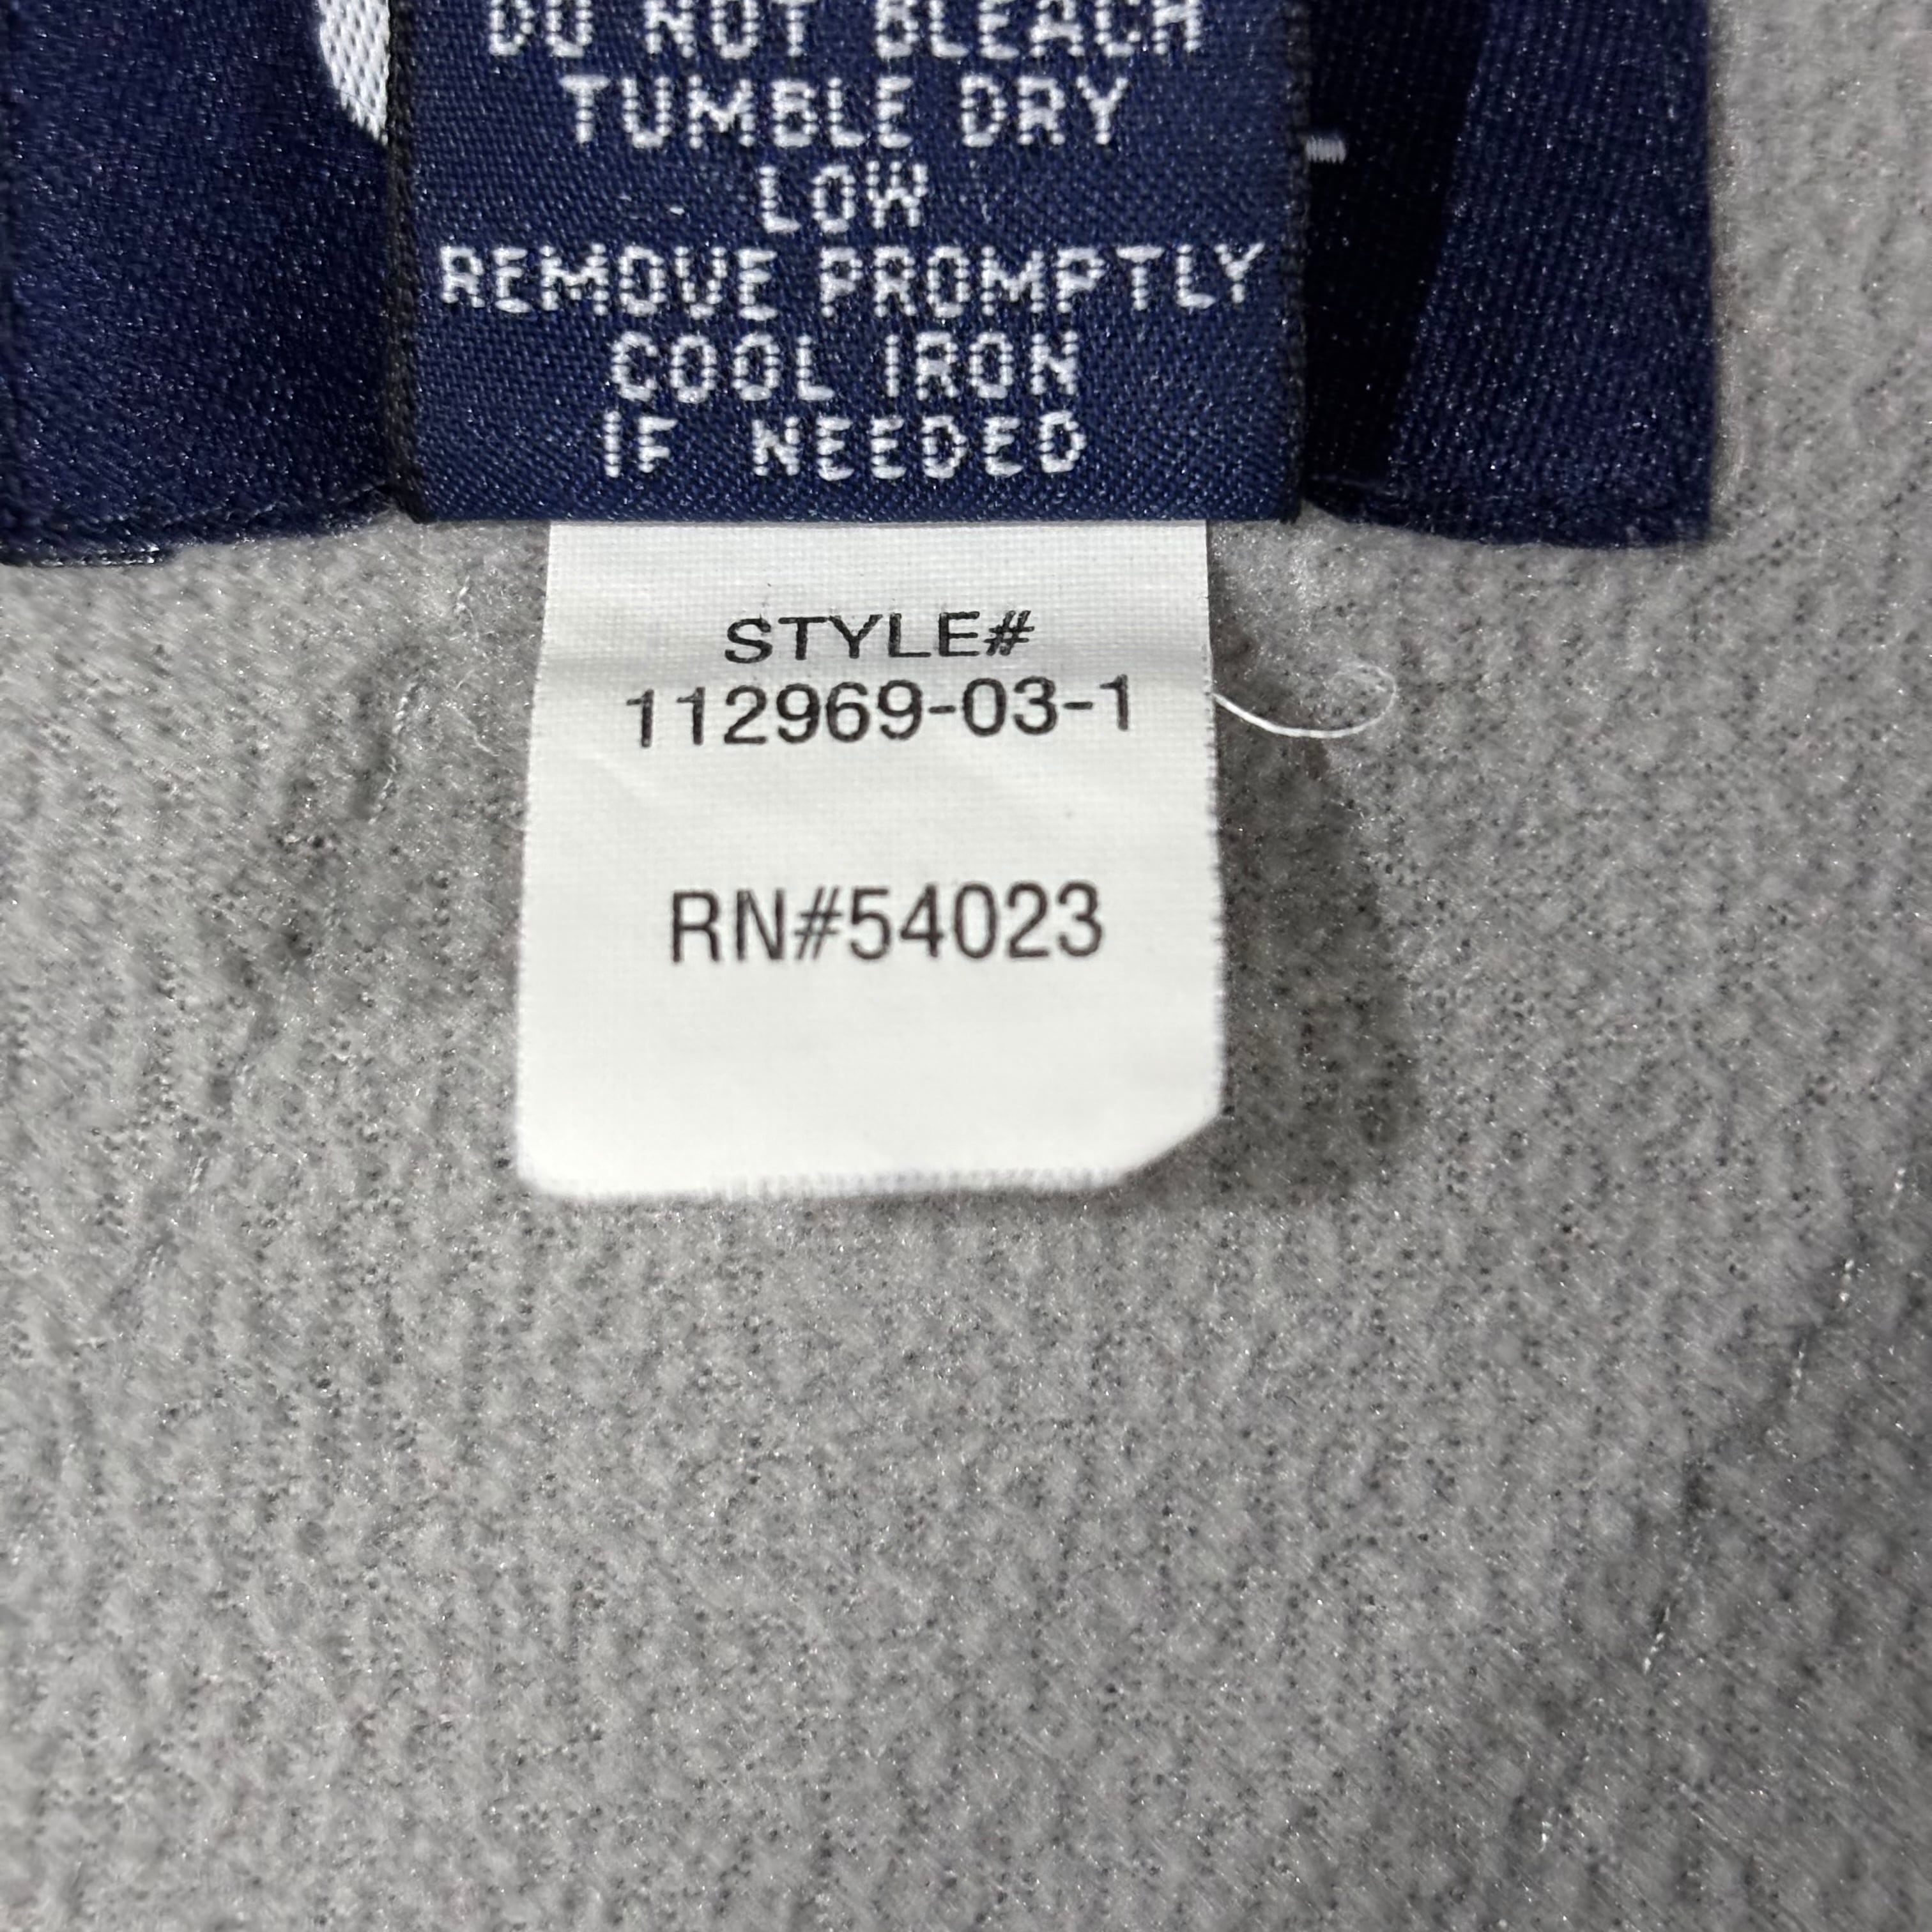 DO NOT BLEACH
TUMBLE DRY
LOW
REMOVE PROMPTLY
COOL IRON
IF NEEDED
STYLE#
112969-03-1
RN#54023